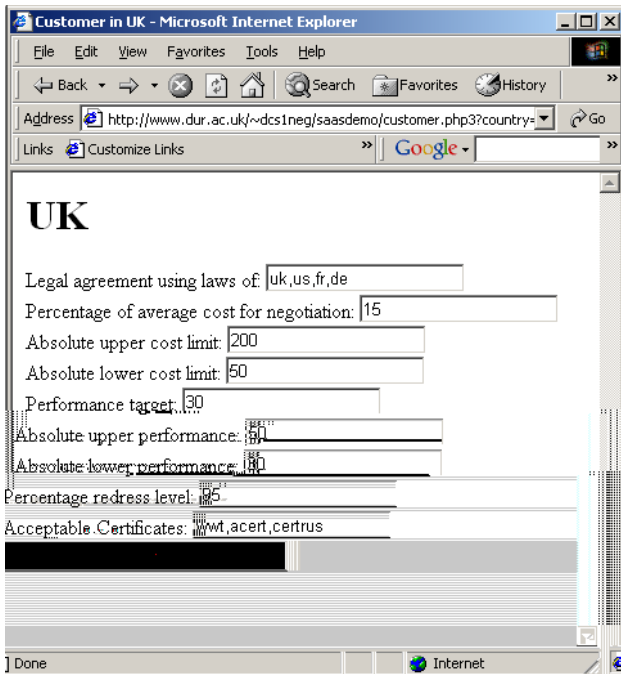 Customer in UK - Microsoft Internet Explorer
File Edit View Favorites Tools Help
Back Search Favorites History »
Address http://www.dur.ac.uk/~dcs1neg/saasdemo/customer.php3?country= Go
Links Customize Links » Google »
UK
Legal agreement using laws of: uk,us,fr,de
Percentage of average cost for negotiation: 15
Absolute upper cost limit: 200
Absolute lower cost limit: 50
Performance target: 30
Absolute upper performance:
Absolute lower performance:
Percentage redress level:
Acceptable Certificates: ,acert,certrus
Done Internet